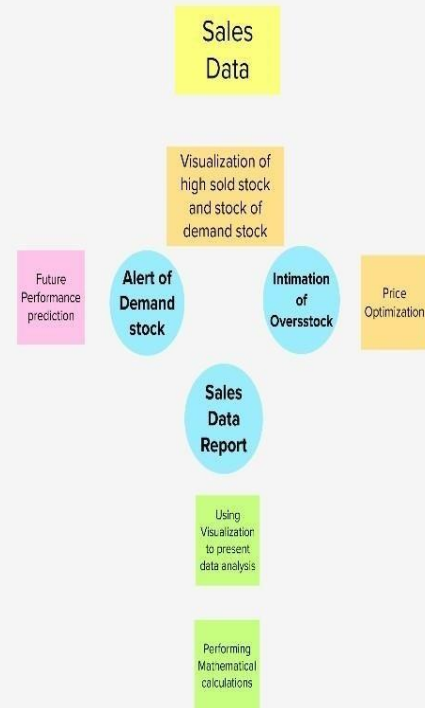 Sales
Data
Visualization of
high sold stock
and stock of
demand stock
Future
Performance
prediction
Alert of
Demand
stock
Intimation
of
Oversstock
Price
Optimization
Sales
Data
Report
Using
Visualization
to present
data analysis
Performing
Mathematical
calculations